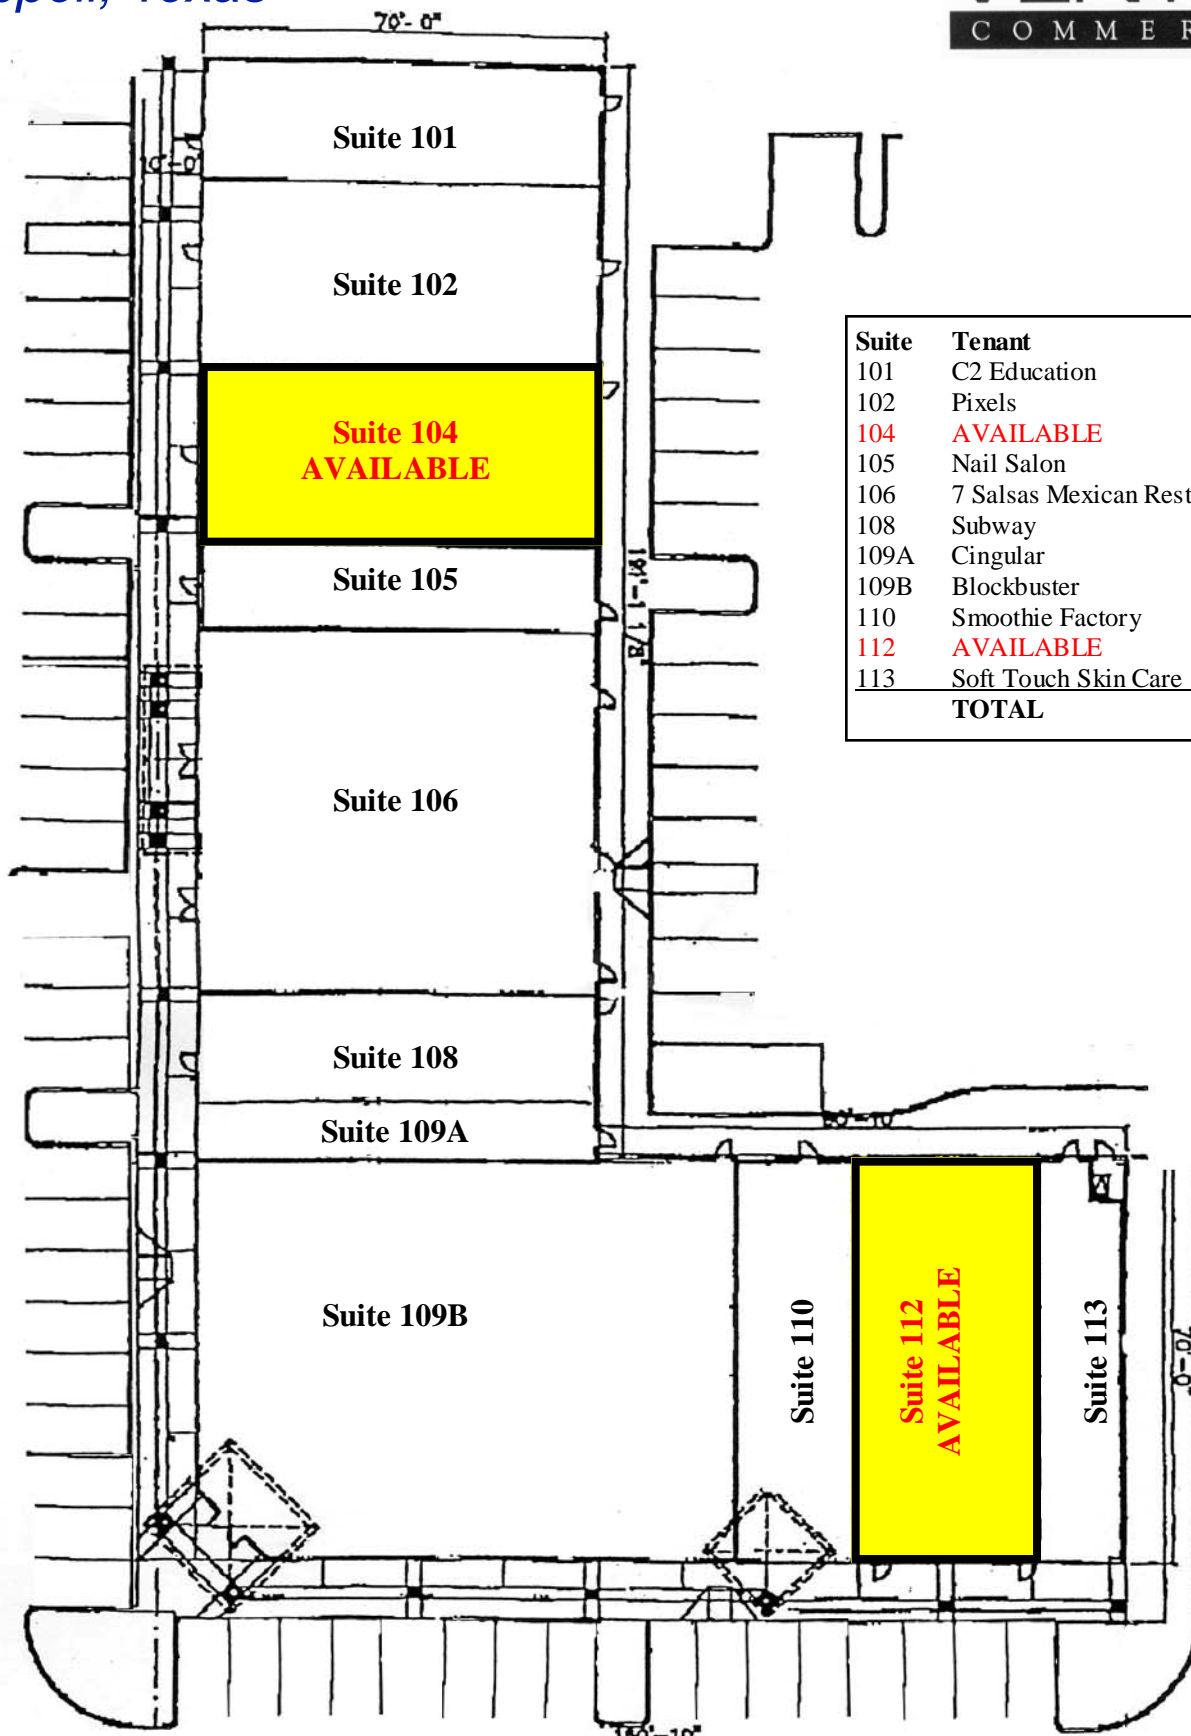 Texas
COMMER
70'-0"
Suite 101
Suite 102
Suite 104
AVAILABLE
Suite 105
Suite 106
Suite 108
Suite 109A
Suite 109B
Suite 110
Suite 112
AVAILABLE
Suite 113
70'-0"
Suite Tenant
101 C2 Education
102 Pixels
104 AVAILABLE
105 Nail Salon
106 7 Salsas Mexican Rest
108 Subway
109A Cingular
109B Blockbuster
110 Smoothie Factory
112 AVAILABLE
113 Soft Touch Skin Care
TOTAL